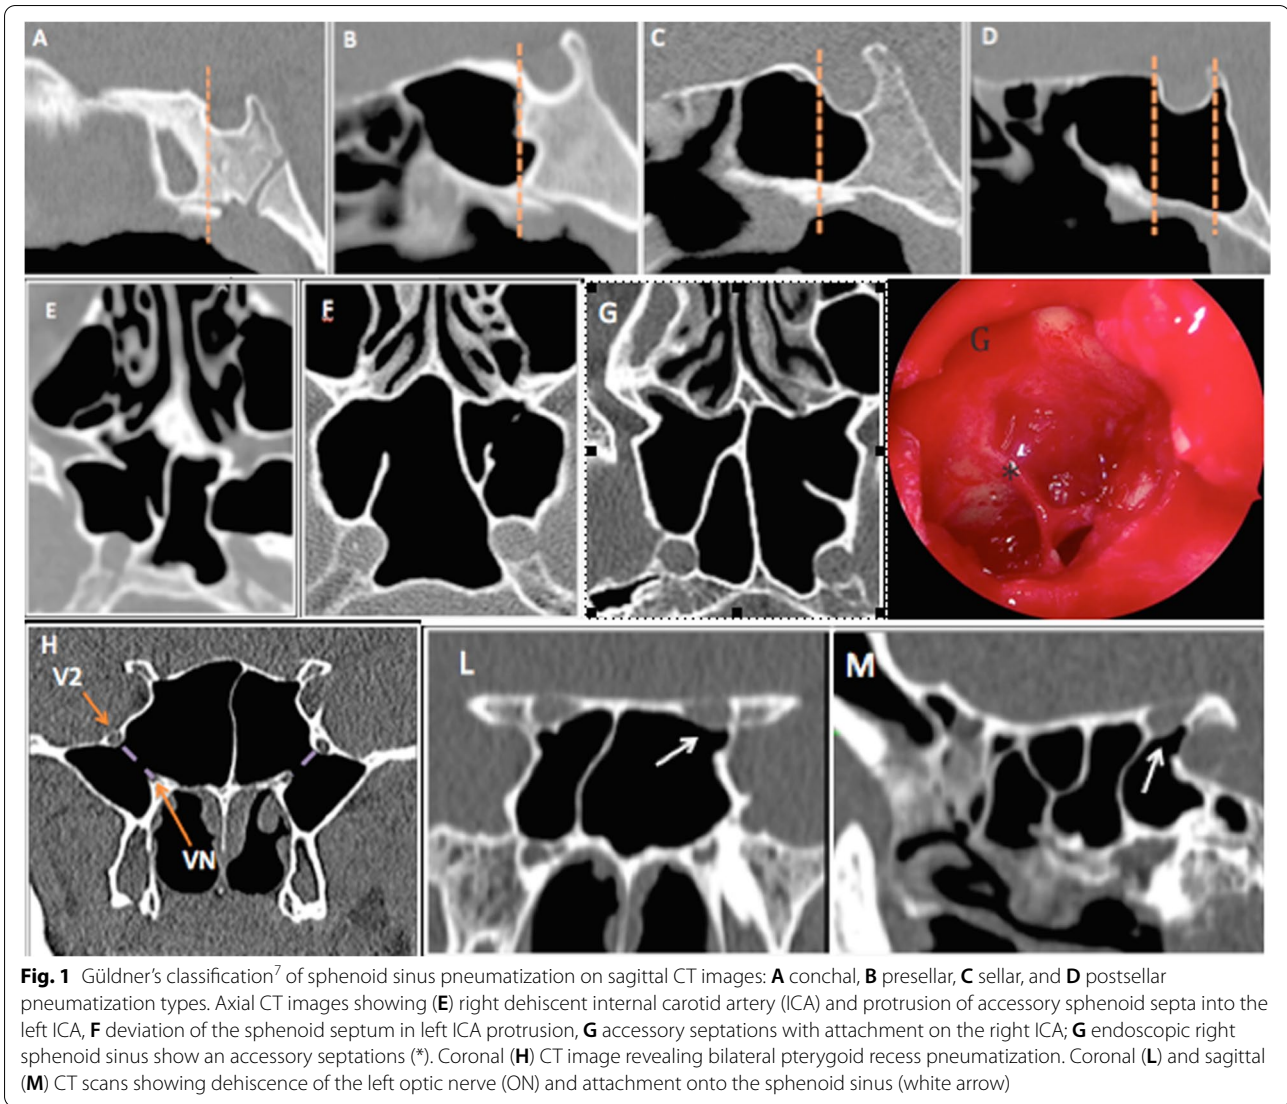 A
B
C
D
E
F
G
G
*
H
V2
VN
L
M
Fig. 1 Güldner's classification⁷ of sphenoid sinus pneumatization on sagittal CT images: A conchal, B presellar, C sellar, and D postsellar
pneumatization types. Axial CT images showing (E) right dehiscent internal carotid artery (ICA) and protrusion of accessory sphenoid septa into the
left ICA, F deviation of the sphenoid septum in left ICA protrusion, G accessory septations with attachment on the right ICA; G endoscopic right
sphenoid sinus show an accessory septations (*). Coronal (H) CT image revealing bilateral pterygoid recess pneumatization. Coronal (L) and sagittal
(M) CT scans showing dehiscence of the left optic nerve (ON) and attachment onto the sphenoid sinus (white arrow)